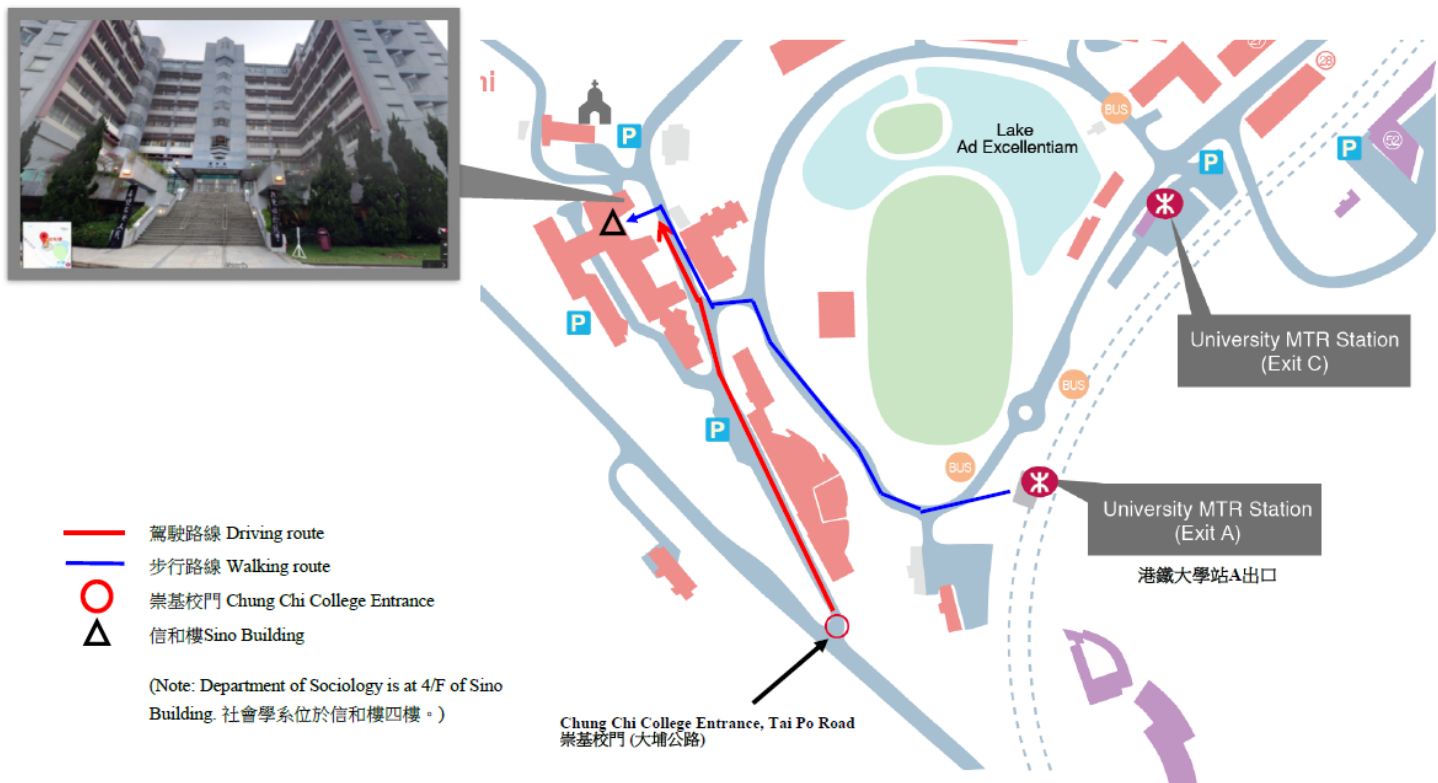 ni
P
Lake
Ad Excellentiam
BUS
27
28
P
P
52
University MTR Station
(Exit C)
P
BUS
P
BUS
University MTR Station
(Exit A)
港鐵大學站A出口
駕駛路線 Driving route
步行路線 Walking route
崇基校門 Chung Chi College Entrance
信和樓Sino Building
(Note: Department of Sociology is at 4/F of Sino
Building. 社會學系位於信和樓四樓。)
Chung Chi College Entrance, Tai Po Road
崇基校門 (大埔公路)